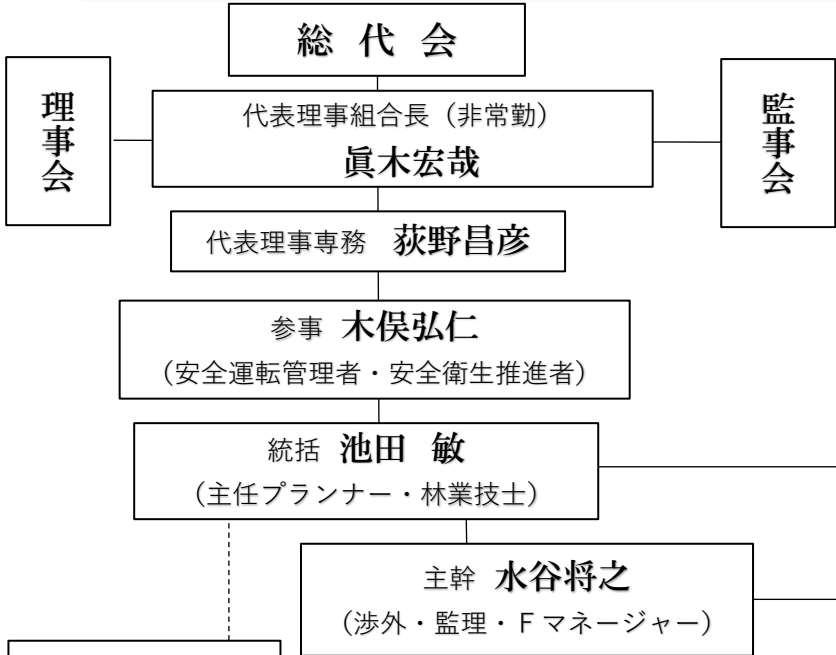 総代会
理事会
代表理事組合長（非常勤）
眞木宏哉
監事会
代表理事専務 荻野昌彦
参事 木俣弘仁
（安全運転管理者・安全衛生推進者）
統括 池田 敏
（主任プランナー・林業技士）
主幹 水谷将之
（渉外・監理・Fマネージャー）